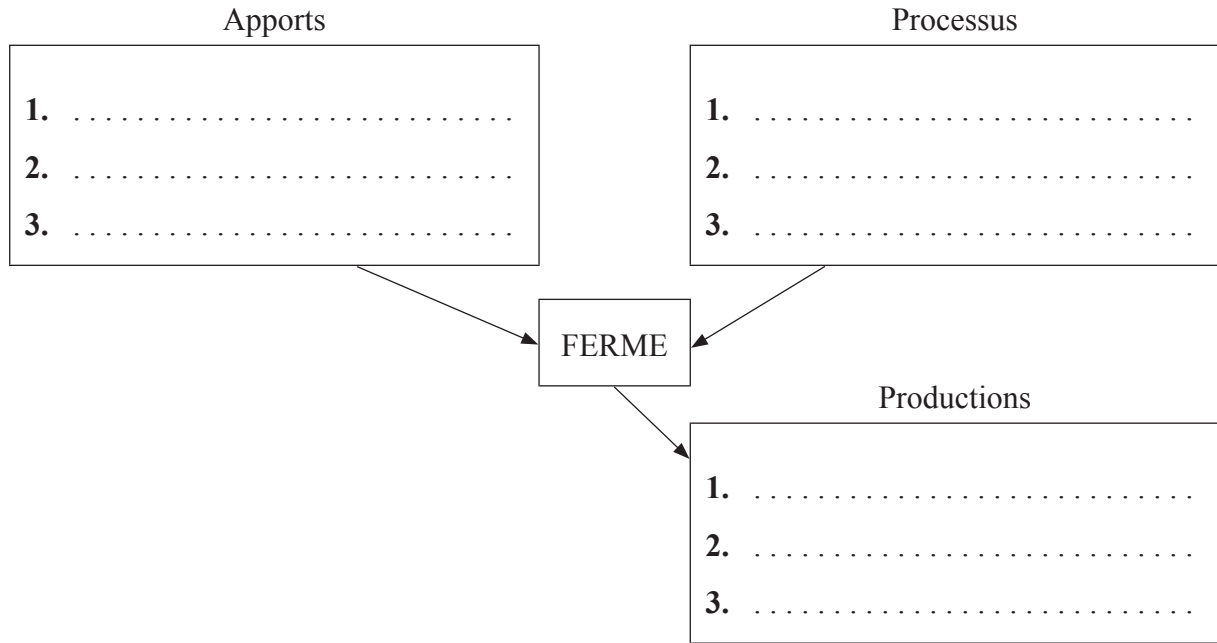 Apports
1. . . . . . . . . . . . . . . . . . . . . . . . . . . . .
2. . . . . . . . . . . . . . . . . . . . . . . . . . . . .
3. . . . . . . . . . . . . . . . . . . . . . . . . . . . .
Processus
1. . . . . . . . . . . . . . . . . . . . . . . . . . . . .
2. . . . . . . . . . . . . . . . . . . . . . . . . . . . .
3. . . . . . . . . . . . . . . . . . . . . . . . . . . . .
FERME
Productions
1. . . . . . . . . . . . . . . . . . . . . . . . . . . . .
2. . . . . . . . . . . . . . . . . . . . . . . . . . . . .
3. . . . . . . . . . . . . . . . . . . . . . . . . . . . .